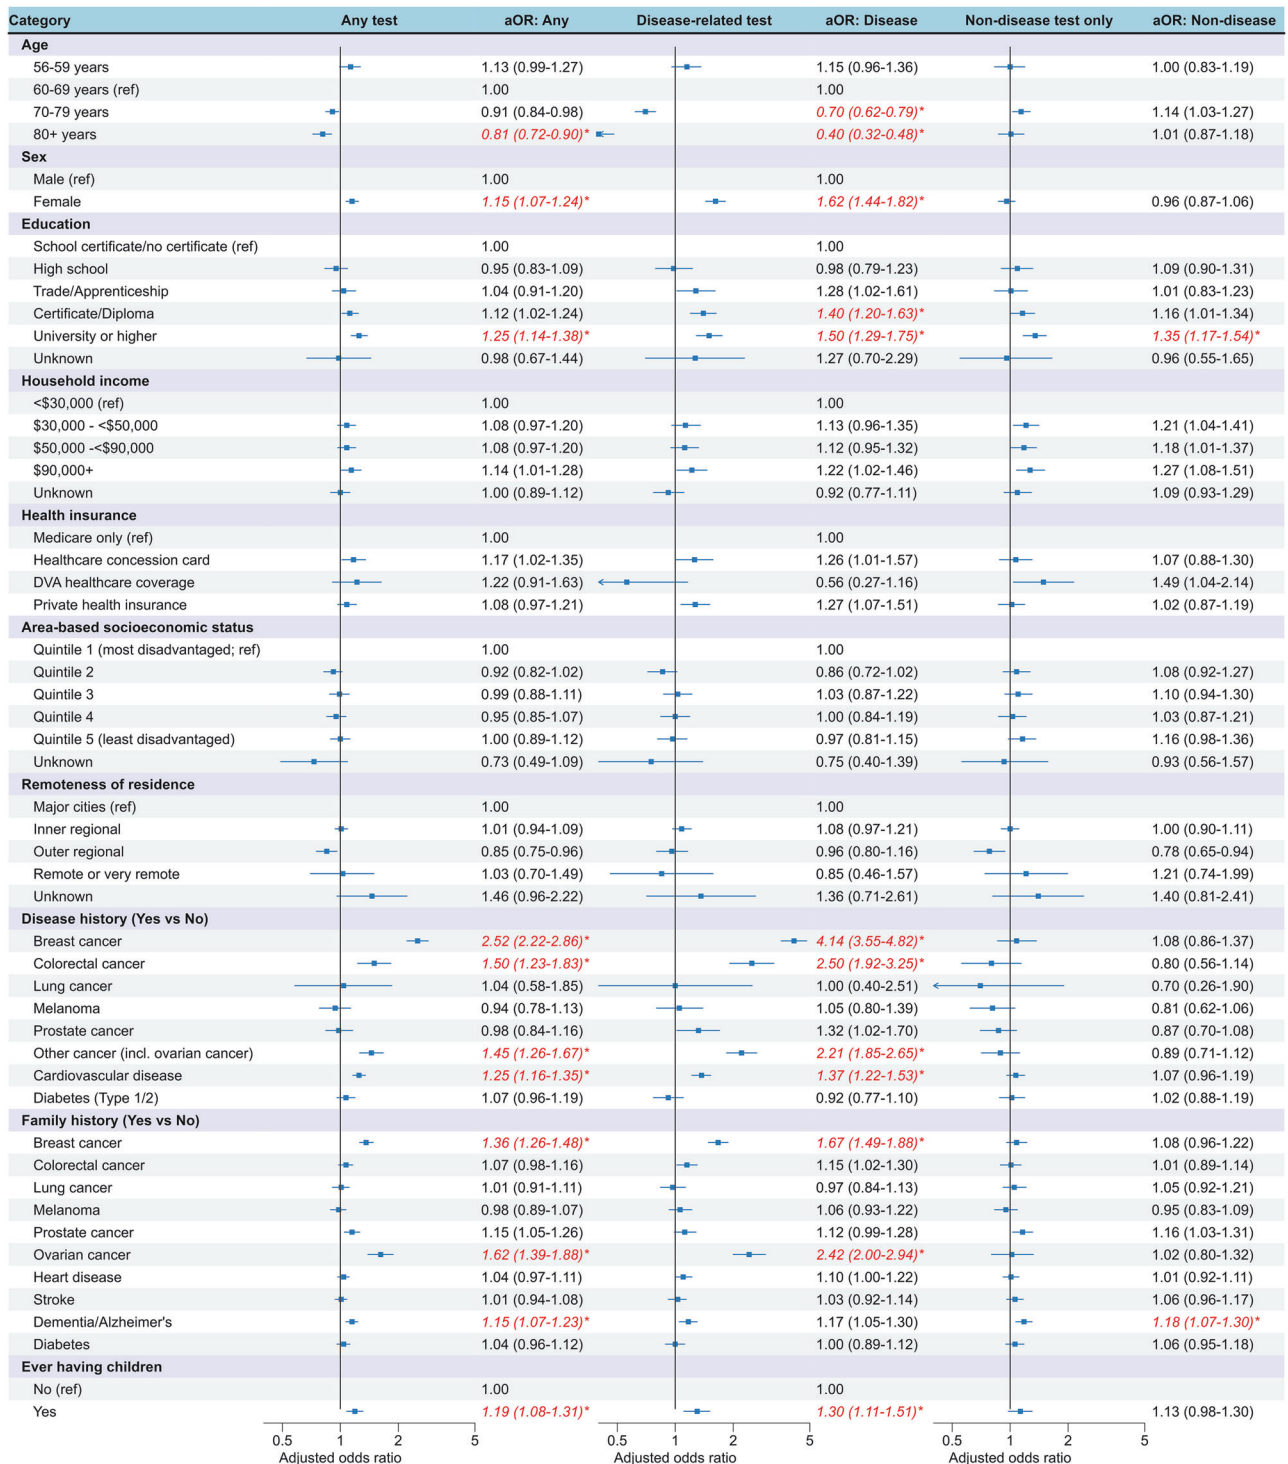 Category Any test aOR: Any Disease-related test aOR: Disease Non-disease test only aOR: Non-disease
Age
56-59 years 1.13 (0.99-1.27) 1.15 (0.96-1.36) 1.00 (0.83-1.19)
60-69 years (ref) 1.00 1.00
70-79 years 0.91 (0.84-0.98) 0.70 (0.62-0.79)* 1.14 (1.03-1.27)
80+ years 0.81 (0.72-0.90)* 0.40 (0.32-0.48)* 1.01 (0.87-1.18)
Sex
Male (ref) 1.00 1.00
Female 1.15 (1.07-1.24)* 1.62 (1.44-1.82)* 0.96 (0.87-1.06)
Education
School certificate/no certificate (ref) 1.00 1.00
High school 0.95 (0.83-1.09) 0.98 (0.79-1.23) 1.09 (0.90-1.31)
Trade/Apprenticeship 1.04 (0.91-1.20) 1.28 (1.02-1.61) 1.01 (0.83-1.23)
Certificate/Diploma 1.12 (1.02-1.24) 1.40 (1.20-1.63)* 1.16 (1.01-1.34)
University or higher 1.25 (1.14-1.38)* 1.50 (1.29-1.75)* 1.35 (1.17-1.54)*
Unknown 0.98 (0.67-1.44) 1.27 (0.70-2.29) 0.96 (0.55-1.65)
Household income
<$30,000 (ref) 1.00 1.00
$30,000 - <$50,000 1.08 (0.97-1.20) 1.13 (0.96-1.35) 1.21 (1.04-1.41)
$50,000 -<$90,000 1.08 (0.97-1.20) 1.12 (0.95-1.32) 1.18 (1.01-1.37)
$90,000+ 1.14 (1.01-1.28) 1.22 (1.02-1.46) 1.27 (1.08-1.51)
Unknown 1.00 (0.89-1.12) 0.92 (0.77-1.11) 1.09 (0.93-1.29)
Health insurance
Medicare only (ref) 1.00 1.00
Healthcare concession card 1.17 (1.02-1.35) 1.26 (1.01-1.57) 1.07 (0.88-1.30)
DVA healthcare coverage 1.22 (0.91-1.63) 0.56 (0.27-1.16) 1.49 (1.04-2.14)
Private health insurance 1.08 (0.97-1.21) 1.27 (1.07-1.51) 1.02 (0.87-1.19)
Area-based socioeconomic status
Quintile 1 (most disadvantaged; ref) 1.00 1.00
Quintile 2 0.92 (0.82-1.02) 0.86 (0.72-1.02) 1.08 (0.92-1.27)
Quintile 3 0.99 (0.88-1.11) 1.03 (0.87-1.22) 1.10 (0.94-1.30)
Quintile 4 0.95 (0.85-1.07) 1.00 (0.84-1.19) 1.03 (0.87-1.21)
Quintile 5 (least disadvantaged) 1.00 (0.89-1.12) 0.97 (0.81-1.15) 1.16 (0.98-1.36)
Unknown 0.73 (0.49-1.09) 0.75 (0.40-1.39) 0.93 (0.56-1.57)
Remoteness of residence
Major cities (ref) 1.00 1.00
Inner regional 1.01 (0.94-1.09) 1.08 (0.97-1.21) 1.00 (0.90-1.11)
Outer regional 0.85 (0.75-0.96) 0.96 (0.80-1.16) 0.78 (0.65-0.94)
Remote or very remote 1.03 (0.70-1.49) 0.85 (0.46-1.57) 1.21 (0.74-1.99)
Unknown 1.46 (0.96-2.22) 1.36 (0.71-2.61) 1.40 (0.81-2.41)
Disease history (Yes vs No)
Breast cancer 2.52 (2.22-2.86)* 4.14 (3.55-4.82)* 1.08 (0.86-1.37)
Colorectal cancer 1.50 (1.23-1.83)* 2.50 (1.92-3.25)* 0.80 (0.56-1.14)
Lung cancer 1.04 (0.58-1.85) 1.00 (0.40-2.51) 0.70 (0.26-1.90)
Melanoma 0.94 (0.78-1.13) 1.05 (0.80-1.39) 0.81 (0.62-1.06)
Prostate cancer 0.98 (0.84-1.16) 1.32 (1.02-1.70) 0.87 (0.70-1.08)
Other cancer (incl. ovarian cancer) 1.45 (1.26-1.67)* 2.21 (1.85-2.65)* 0.89 (0.71-1.12)
Cardiovascular disease 1.25 (1.16-1.35)* 1.37 (1.22-1.53)* 1.07 (0.96-1.19)
Diabetes (Type 1/2) 1.07 (0.96-1.19) 0.92 (0.77-1.10) 1.02 (0.88-1.19)
Family history (Yes vs No)
Breast cancer 1.36 (1.26-1.48)* 1.67 (1.49-1.88)* 1.08 (0.96-1.22)
Colorectal cancer 1.07 (0.98-1.16) 1.15 (1.02-1.30) 1.01 (0.89-1.14)
Lung cancer 1.01 (0.91-1.11) 0.97 (0.84-1.13) 1.05 (0.92-1.21)
Melanoma 0.98 (0.89-1.07) 1.06 (0.93-1.22) 0.95 (0.83-1.09)
Prostate cancer 1.15 (1.05-1.26) 1.12 (0.99-1.28) 1.16 (1.03-1.31)
Ovarian cancer 1.62 (1.39-1.88)* 2.42 (2.00-2.94)* 1.02 (0.80-1.32)
Heart disease 1.04 (0.97-1.11) 1.10 (1.00-1.22) 1.01 (0.92-1.11)
Stroke 1.01 (0.94-1.08) 1.03 (0.92-1.14) 1.06 (0.96-1.17)
Dementia/Alzheimer's 1.15 (1.07-1.23)* 1.17 (1.05-1.30) 1.18 (1.07-1.30)*
Diabetes 1.04 (0.96-1.12) 1.00 (0.89-1.12) 1.06 (0.95-1.18)
Ever having children
No (ref) 1.00 1.00
Yes 1.19 (1.08-1.31)* 1.30 (1.11-1.51)* 1.13 (0.98-1.30)
0.5 1 2 5 0.5 1 2 5 0.5 1 2 5
Adjusted odds ratio Adjusted odds ratio Adjusted odds ratio